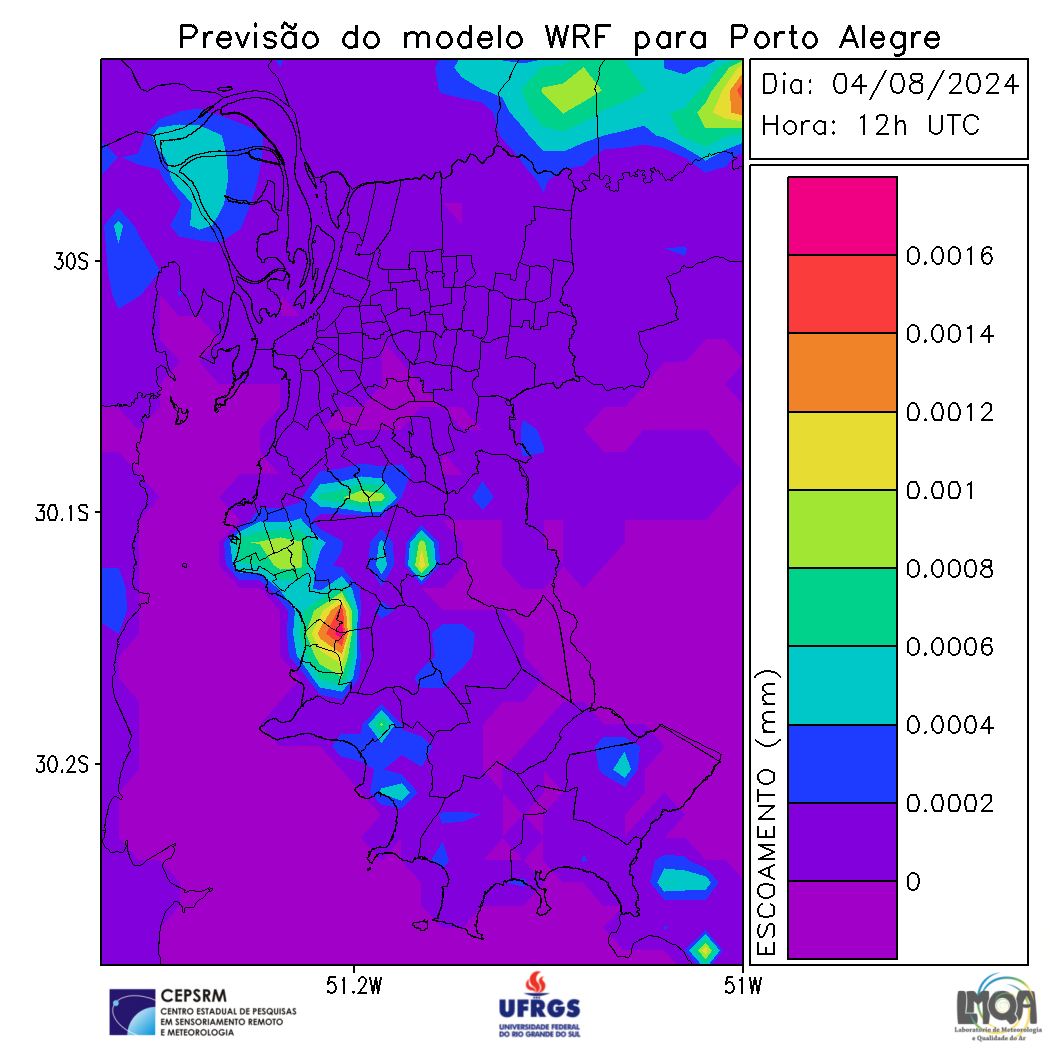 Previsão do modelo WRF para Porto Alegre
Dia: 04/08/2024
Hora: 12h UTC
30S
30.1S
30.2S
51.2W
51W
0.0016
0.0014
0.0012
0.001
0.0008
0.0006
0.0004
0.0002
0
ESCOAMENTO (mm)
CEPSRM
CENTRO ESTADUAL DE PESQUISAS
EM SENSORIAMENTO REMOTO
E METEOROLOGIA
UFRGS
UNIVERSIDADE FEDERAL
DO RIO GRANDE DO SUL
LMQA
Laboratório de Meteorologia
e Qualidade do Ar